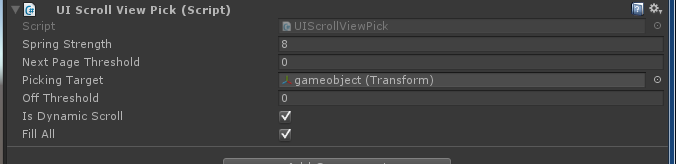 UI Scroll View Pick (Script)
Script UIScrollViewPick
Spring Strength 8
Next Page Threshold 0
Picking Target gameobject (Transform)
Off Threshold 0
Is Dynamic Scroll
Fill All